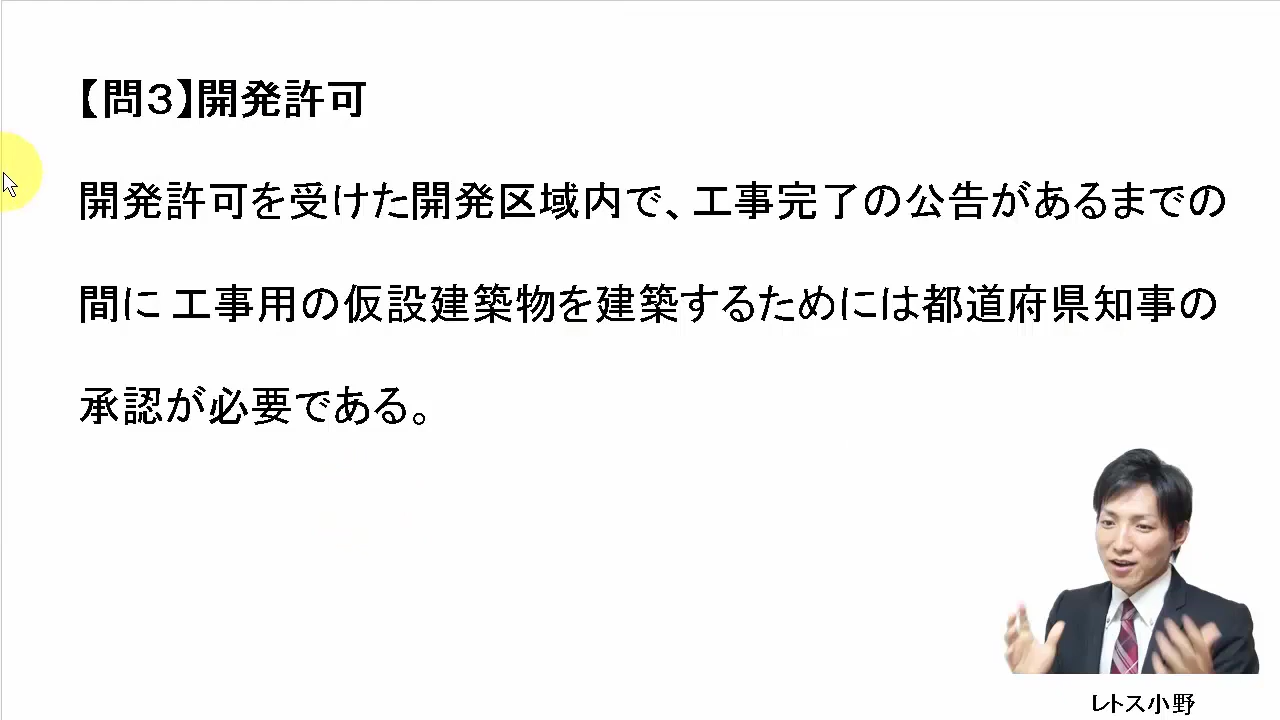 【問３】開発許可
開発許可を受けた開発区域内で、工事完了の公告があるまでの
間に 工事用の仮設建築物を建築するためには都道府県知事の
承認が必要である。
レトス小野